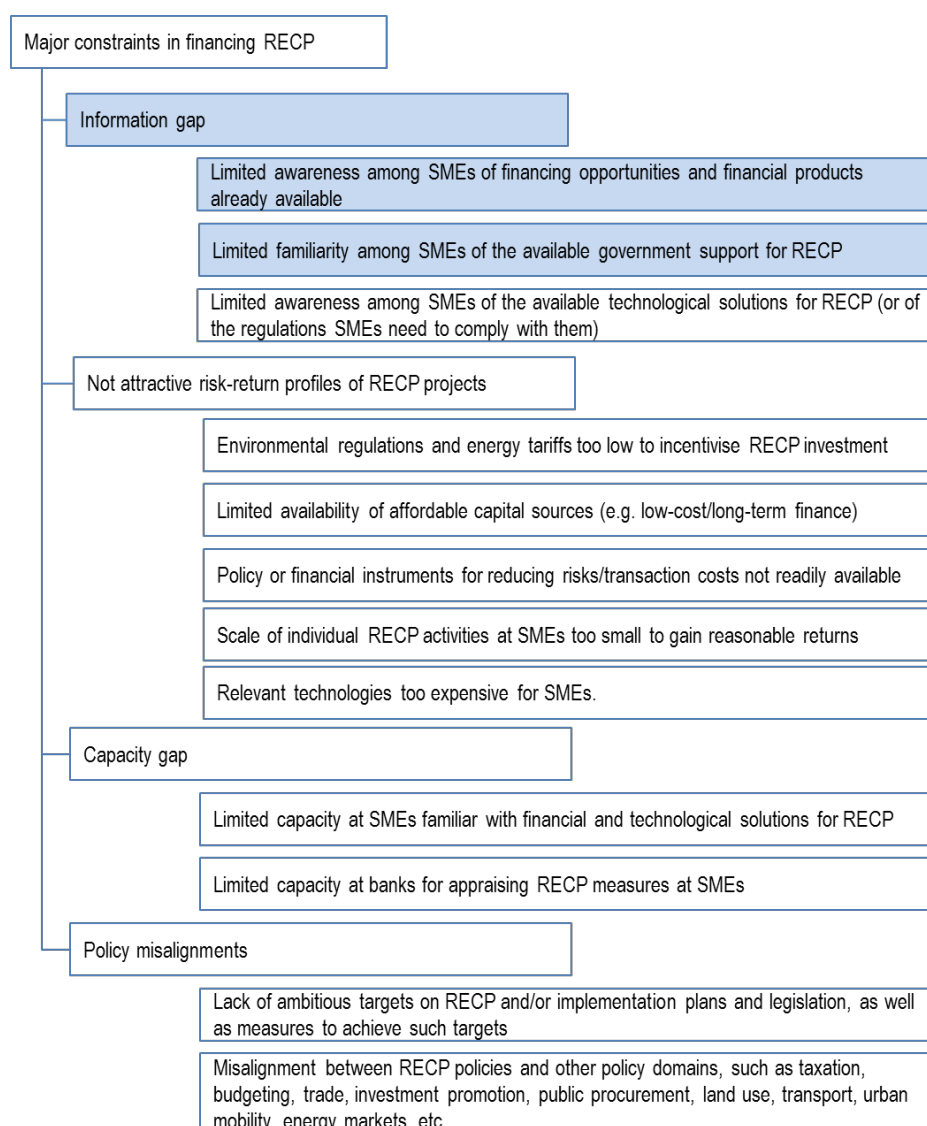 Major constraints in financing RECP
Information gap
Limited awareness among SMEs of financing opportunities and financial products
already available
Limited familiarity among SMEs of the available government support for RECP
Limited awareness among SMEs of the available technological solutions for RECP (or of
the regulations SMEs need to comply with them)
Not attractive risk-return profiles of RECP projects
Environmental regulations and energy tariffs too low to incentivise RECP investment
Limited availability of affordable capital sources (e.g. low-cost/long-term finance)
Policy or financial instruments for reducing risks/transaction costs not readily available
Scale of individual RECP activities at SMEs too small to gain reasonable returns
Relevant technologies too expensive for SMEs.
Capacity gap
Limited capacity at SMEs familiar with financial and technological solutions for RECP
Limited capacity at banks for appraising RECP measures at SMEs
Policy misalignments
Lack of ambitious targets on RECP and/or implementation plans and legislation, as well
as measures to achieve such targets
Misalignment between RECP policies and other policy domains, such as taxation,
budgeting, trade, investment promotion, public procurement, land use, transport, urban
mobility, energy markets, etc